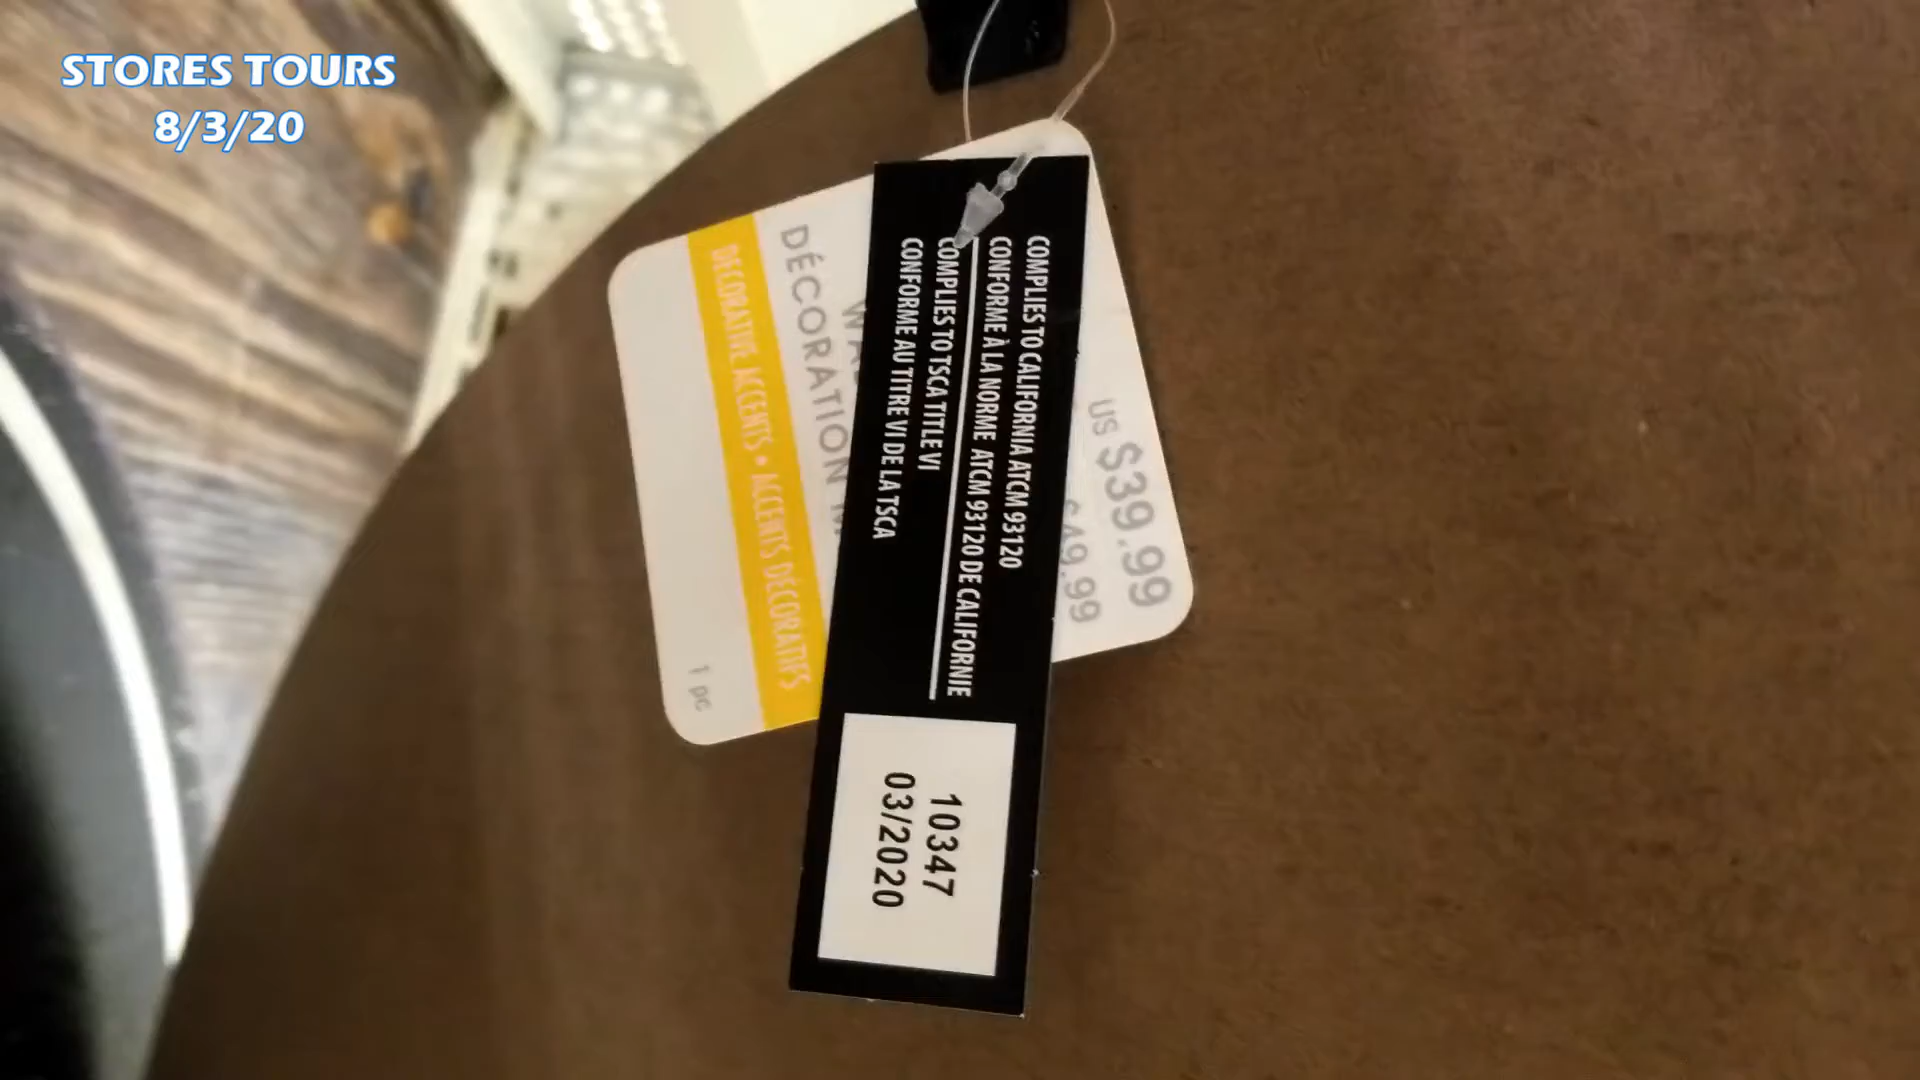 STORES TOURS
8/3/20
COMPLIES TO CALIFORNIA ATCM 93120
CONFORME À LA NORME ATCM 93120 DE CALIFORNIE
COMPLIES TO TSCA TITLE VI
CONFORME AU TITRE VI DE LA TSCA
10347
03/2020
US $39.99
$49.99
DÉCORATION
DECORATIVE ACCENTS • ACCENTS DÉCORATIFS
1 pc